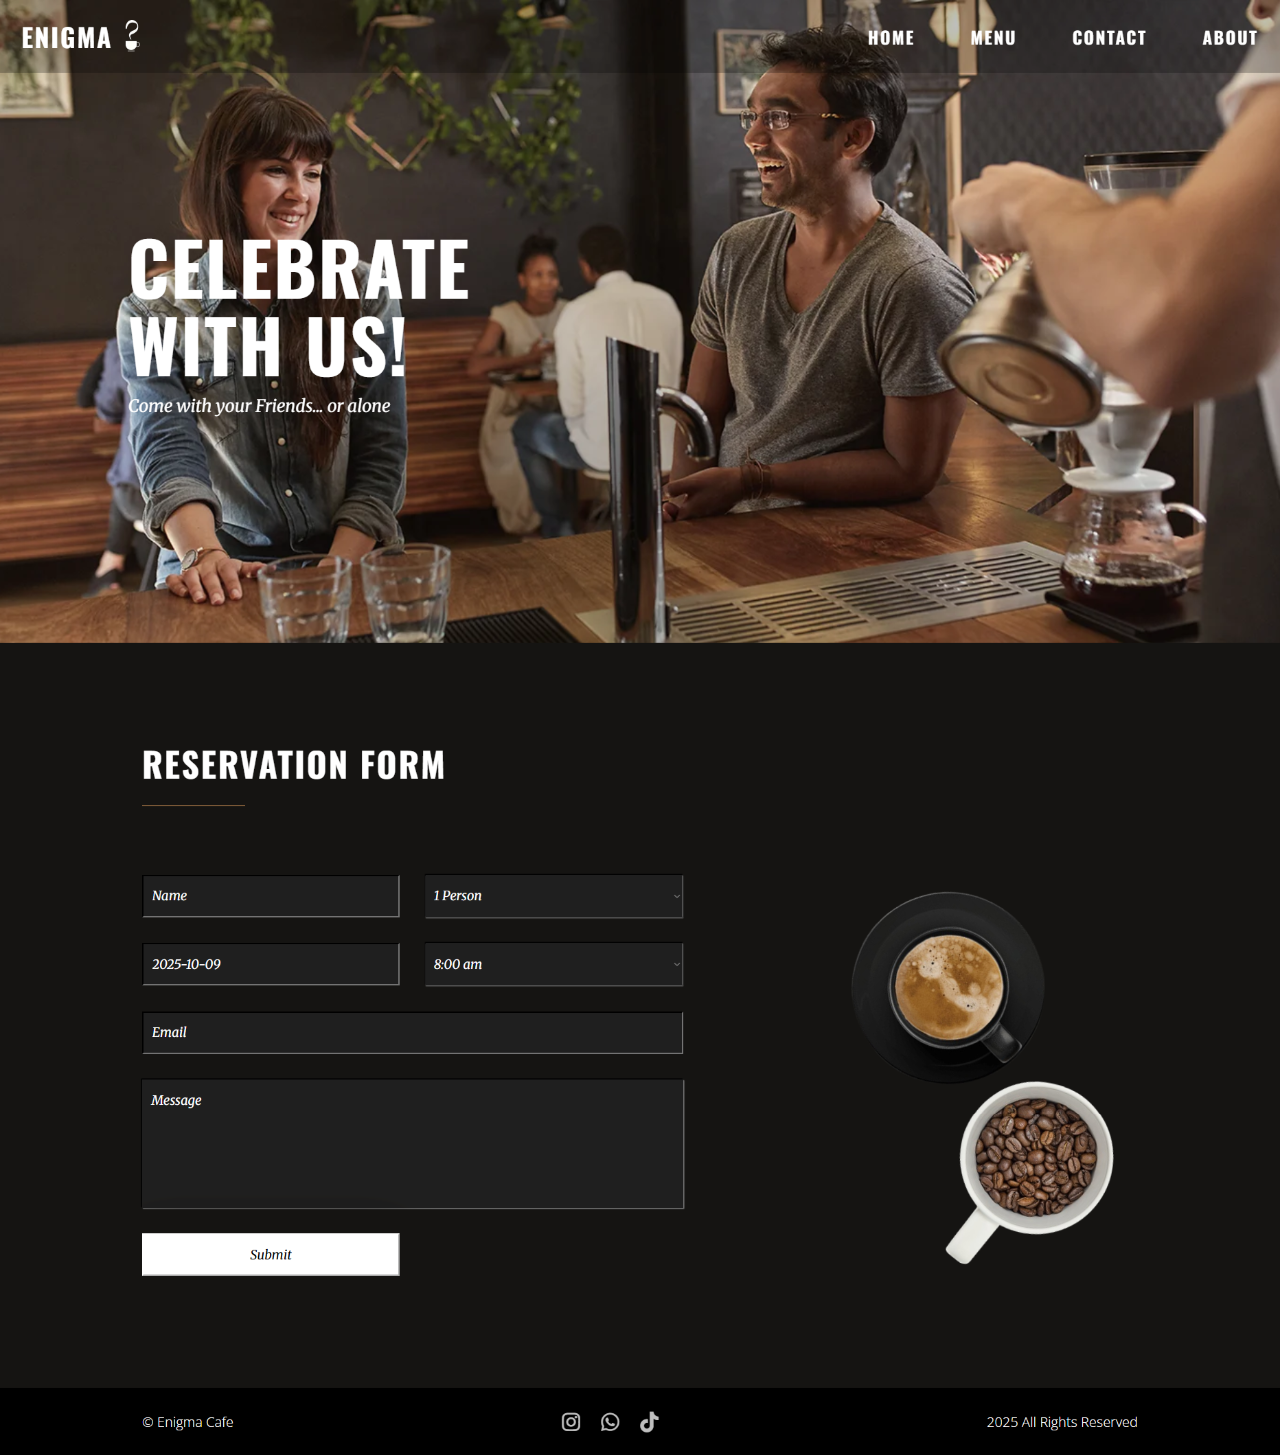 ENIGMA
HOME MENU CONTACT ABOUT
CELEBRATE
WITH US!
Come with your Friends... or alone
RESERVATION FORM
Name 1 Person
2025-10-09 8:00 am
Email
Message
Submit
© Enigma Cafe 2025 All Rights Reserved